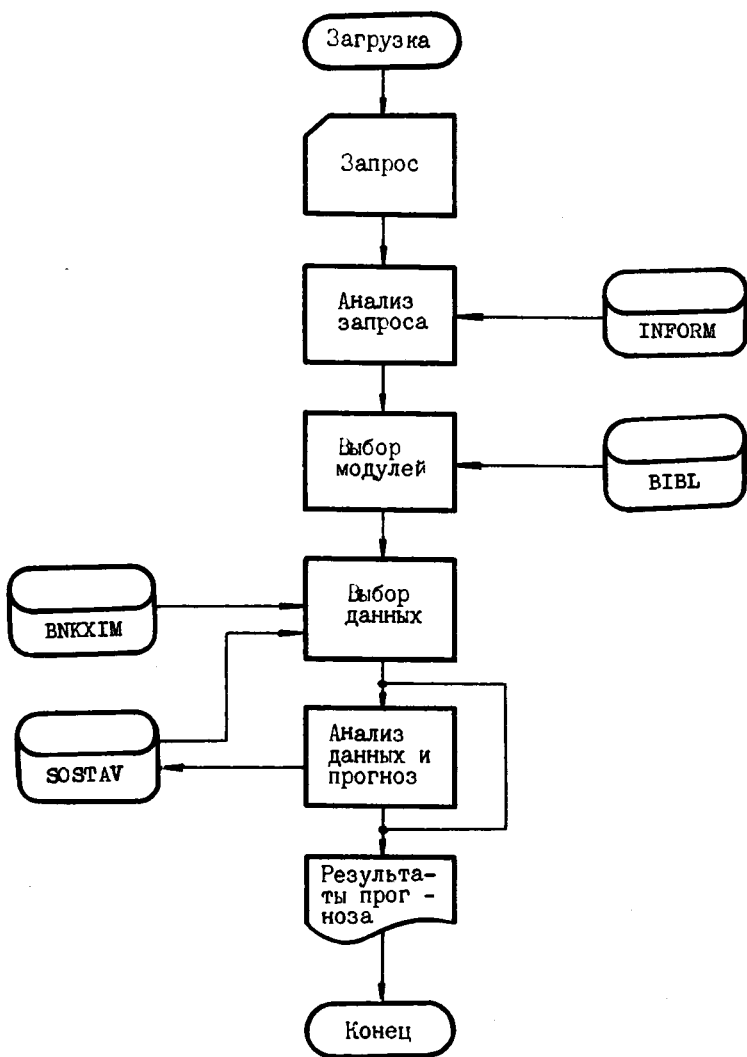 Загрузка
Запрос
Анализ
запроса
INFORM
Выбор
модулей
BIBL
Выбор
данных
BNKXIM
Анализ
данных и
прогноз
SOSTAV
Результа-
ты прог -
ноза
Конец